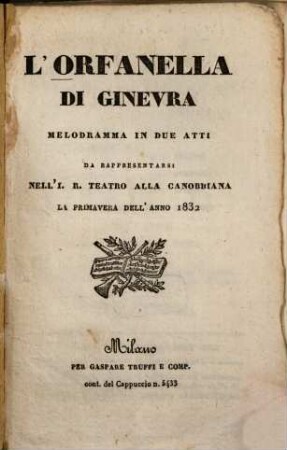 L'ORFANELLA
DI GINEVRA
MELODRAMMA IN DUE ATTI
DA RAPPRESENTARSI
NELL'I. R. TEATRO ALLA CANOBBIANA
LA PRIMAVERA DELL'ANNO 1832
Milano
PER GASPARE TRUFFI E COMP.
cont. del Cappuccio n. 5433